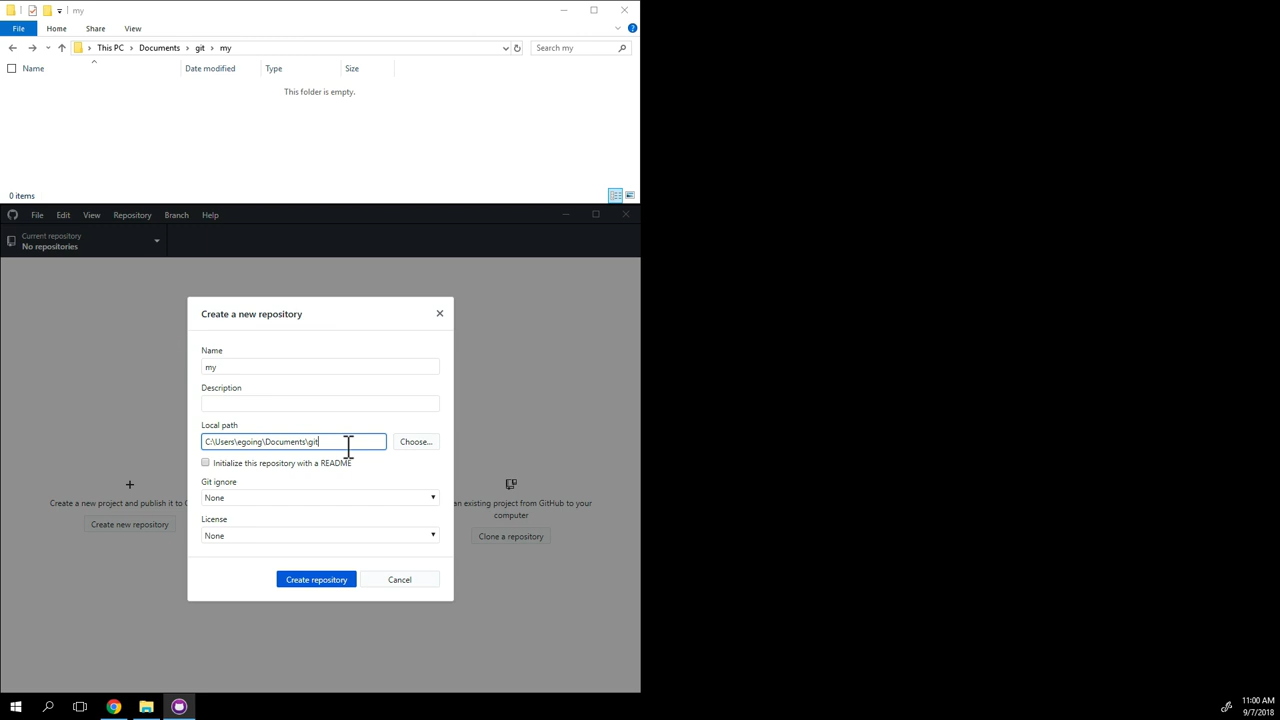 my
File Home Share View
This PC > Documents > git > my
Search my
Name Date modified Type Size
This folder is empty.
0 items
File Edit View Repository Branch Help
Current repository
No repositories
Create a new repository
Name
my
Description
Local path
C:\Users\egoing\Documents\git
Choose...
Initialize this repository with a README
Git ignore
None
License
None
Create repository Cancel
Create a new project and publish it to G
Create new repository
an existing project from GitHub to your
computer
Clone a repository
11:00 AM
9/7/2018